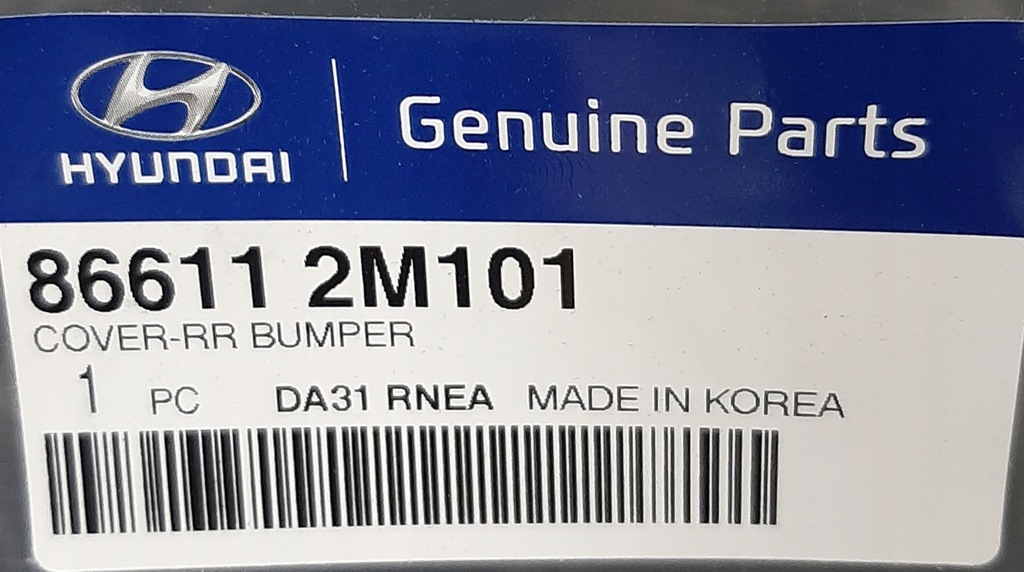 HYUNDAI
Genuine Parts
86611 2M101
COVER-RR BUMPER
1 PC DA31 RNEA MADE IN KOREA